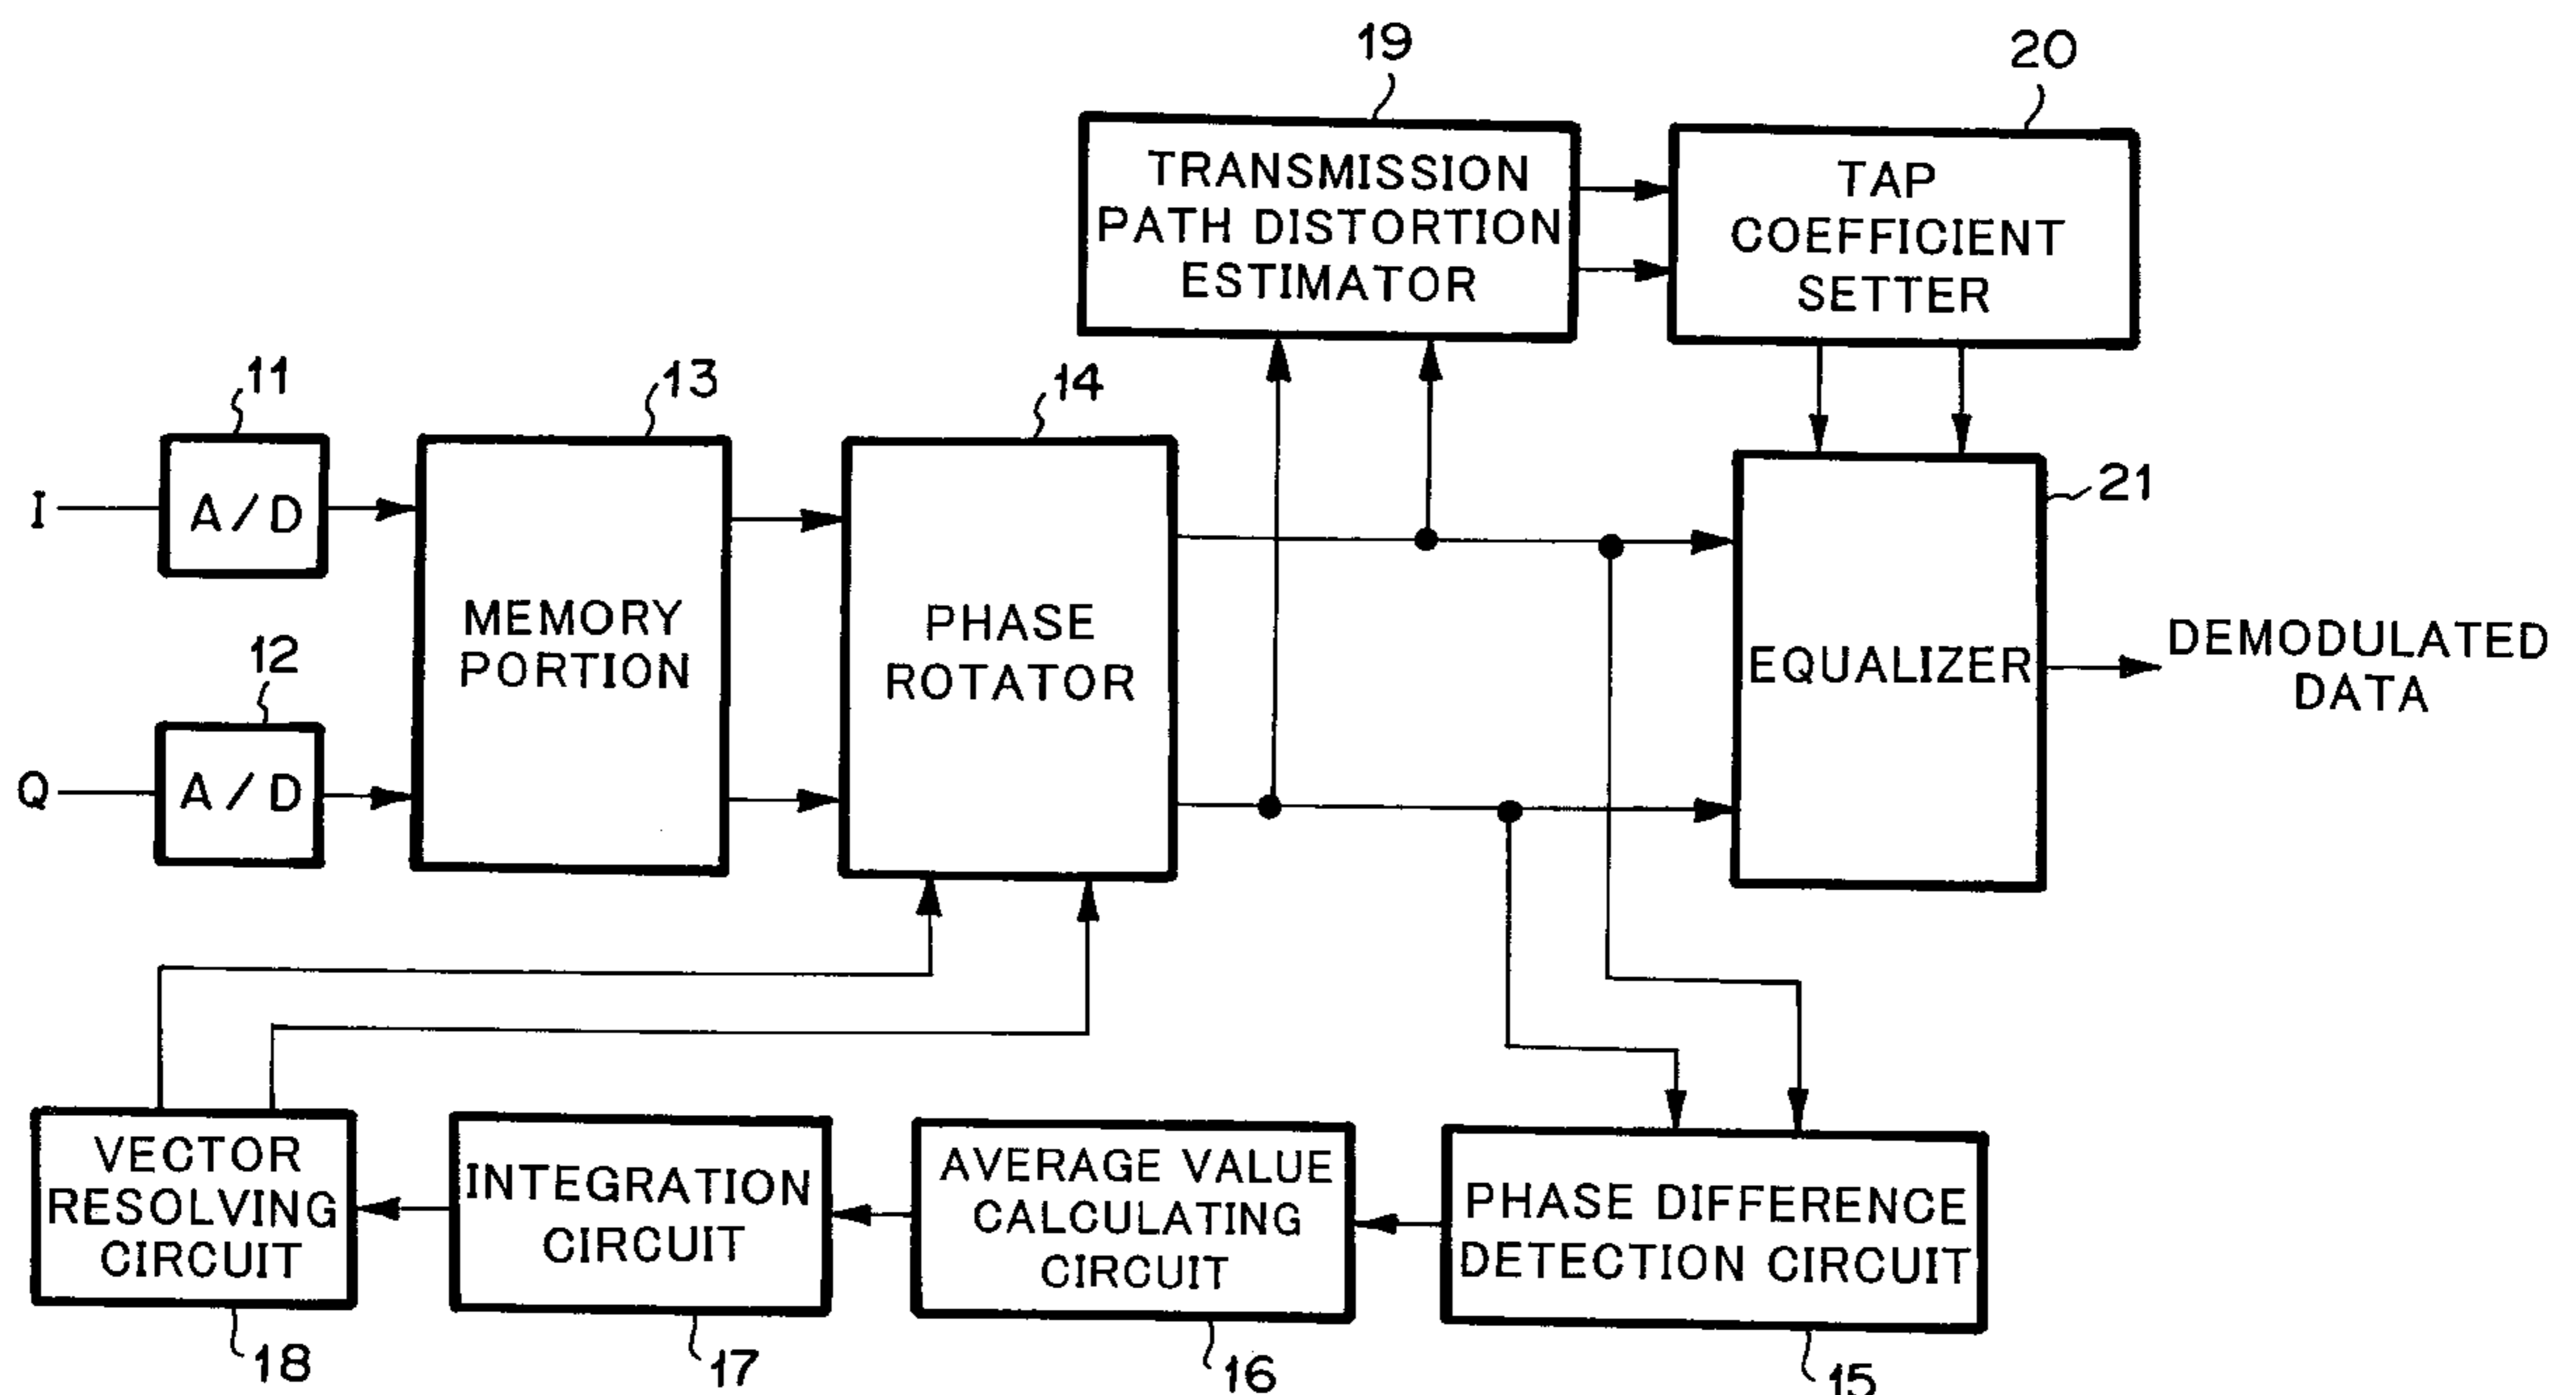 19
20
TRANSMISSION
PATH DISTORTION
ESTIMATOR
TAP
COEFFICIENT
SETTER
11
13
14
21
I
A/D
MEMORY
PORTION
PHASE
ROTATOR
EQUALIZER
DEMODULATED
DATA
12
Q
A/D
VECTOR
RESOLVING
CIRCUIT
INTEGRATION
CIRCUIT
AVERAGE VALUE
CALCULATING
CIRCUIT
PHASE DIFFERENCE
DETECTION CIRCUIT
18
17
16
15